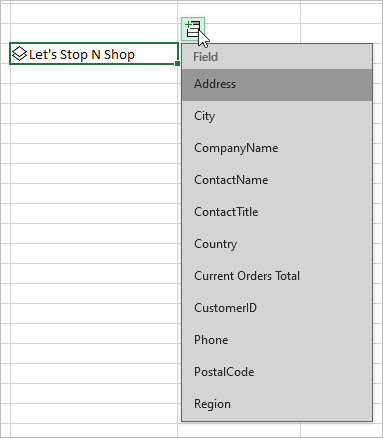 Let's Stop N Shop
Field
Address
City
CompanyName
ContactName
ContactTitle
Country
Current Orders Total
CustomerID
Phone
PostalCode
Region